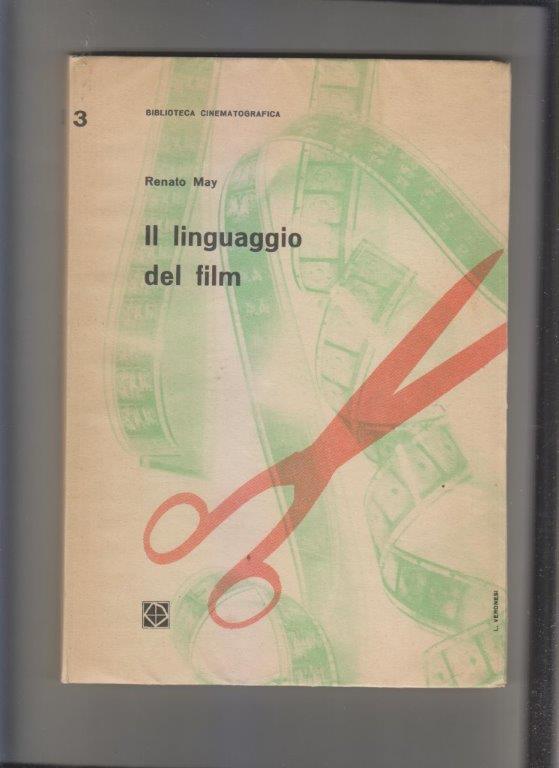 3
BIBLIOTECA CINEMATOGRAFICA
Renato May
Il linguaggio
del film
L. VERONESI